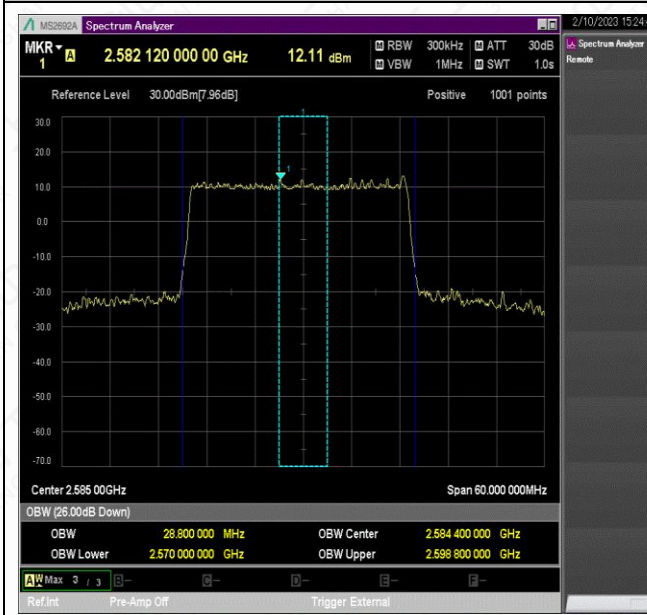 MS2692A Spectrum Analyzer
2/10/2023 15:24
MKR 1 A 2.582 120 000 00 GHz 12.11 dBm
M RBW 300kHz M ATT 30dB
M VBW 1MHz M SWT 1.0s
Spectrum Analyzer
Remote
Reference Level 30.00dBm[7.96dB] Positive 1001 points
1
30.0
20.0
1
10.0
0.0
-10.0
-20.0
-30.0
-40.0
-50.0
-60.0
-70.0
Center 2.585 00GHz Span 60.000 000MHz
OBW (26.00dB Down)
OBW 28.800 000 MHz OBW Center 2.584 400 000 GHz
OBW Lower 2.570 000 000 GHz OBW Upper 2.598 800 000 GHz
A W Max 3 / 3 B- C- D- E- F-
Ref.Int Pre-Amp Off Trigger External